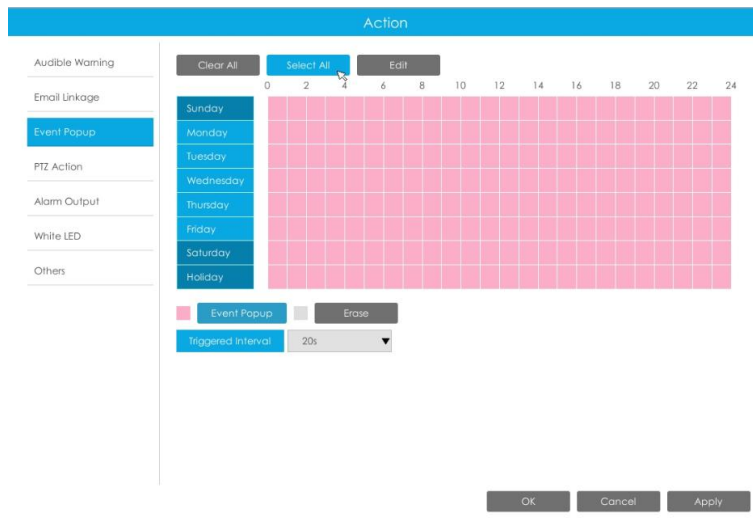 Action
Audible Warning
Email Linkage
Event Popup
PTZ Action
Alarm Output
White LED
Others
Clear All Select All Edit
0 2 4 6 8 10 12 14 16 18 20 22 24
Sunday
Monday
Tuesday
Wednesday
Thursday
Friday
Saturday
Holiday
Event Popup Erase
Triggered Interval 20s
OK Cancel Apply